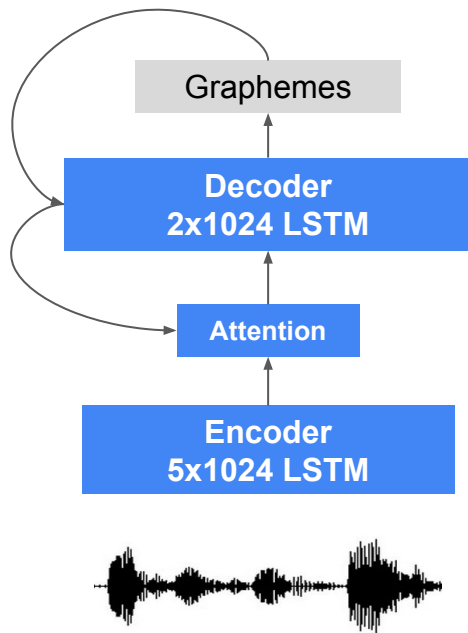 Graphemes
Decoder
2x1024 LSTM
Attention
Encoder
5x1024 LSTM